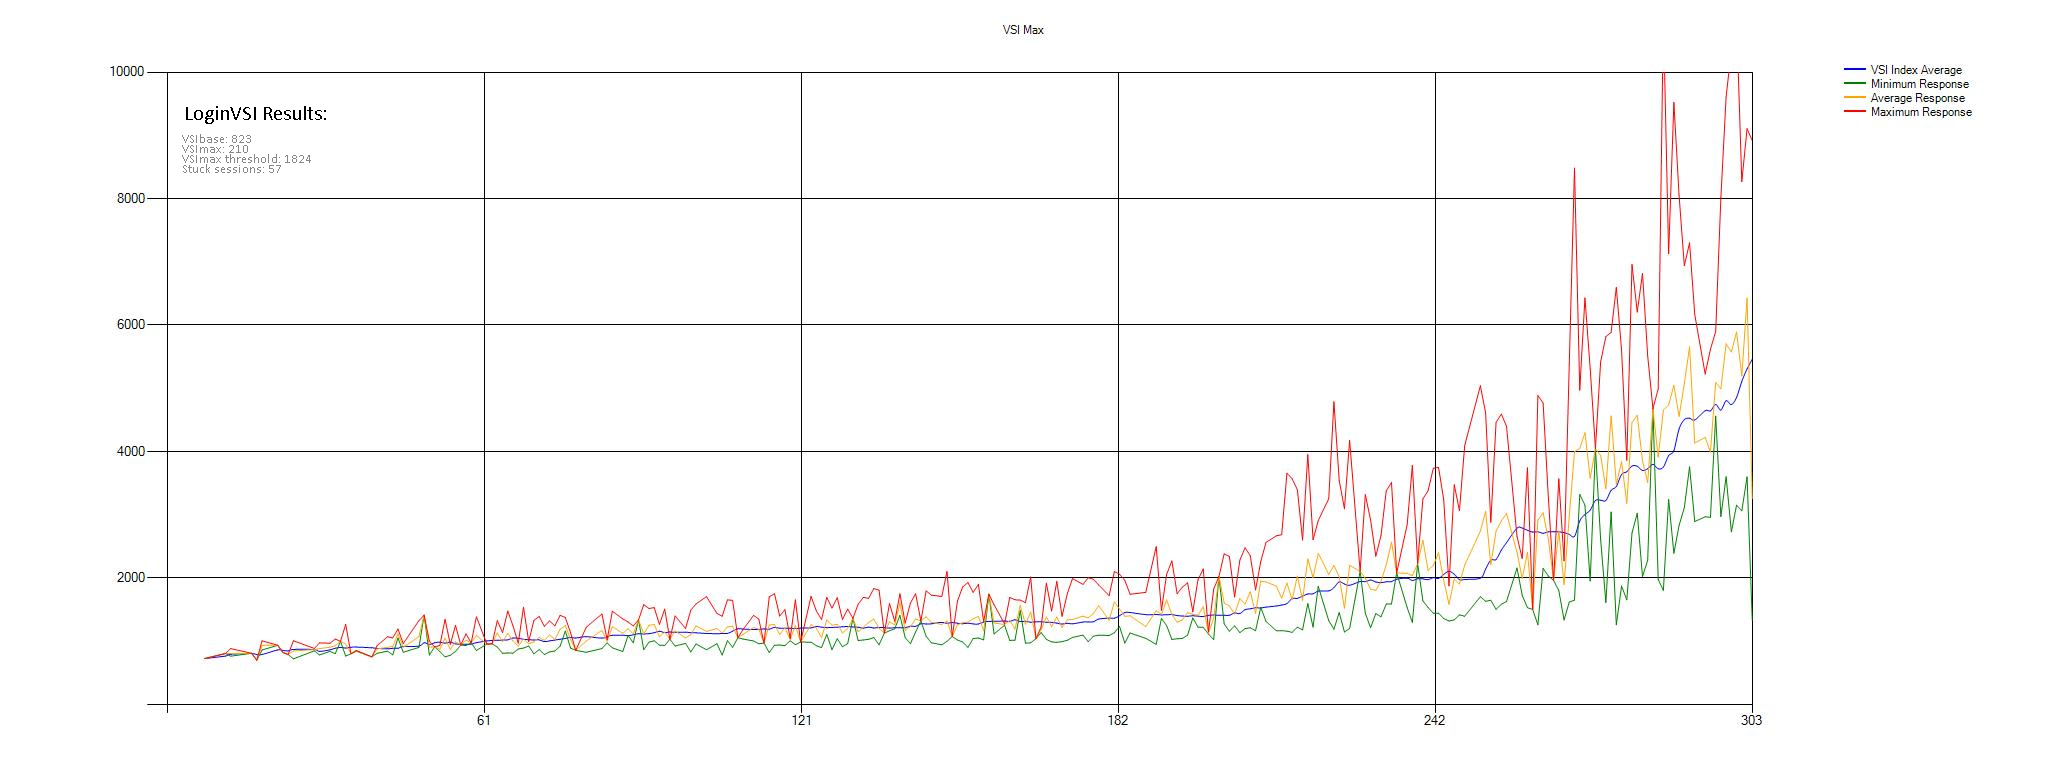 VSI Max
10000
8000
6000
4000
2000
LoginVSI Results:
VSIbase: 823
VSImax: 210
VSImax threshold: 1824
Stuck sessions: 57
VSI Index Average
Minimum Response
Average Response
Maximum Response
61
121
182
242
303